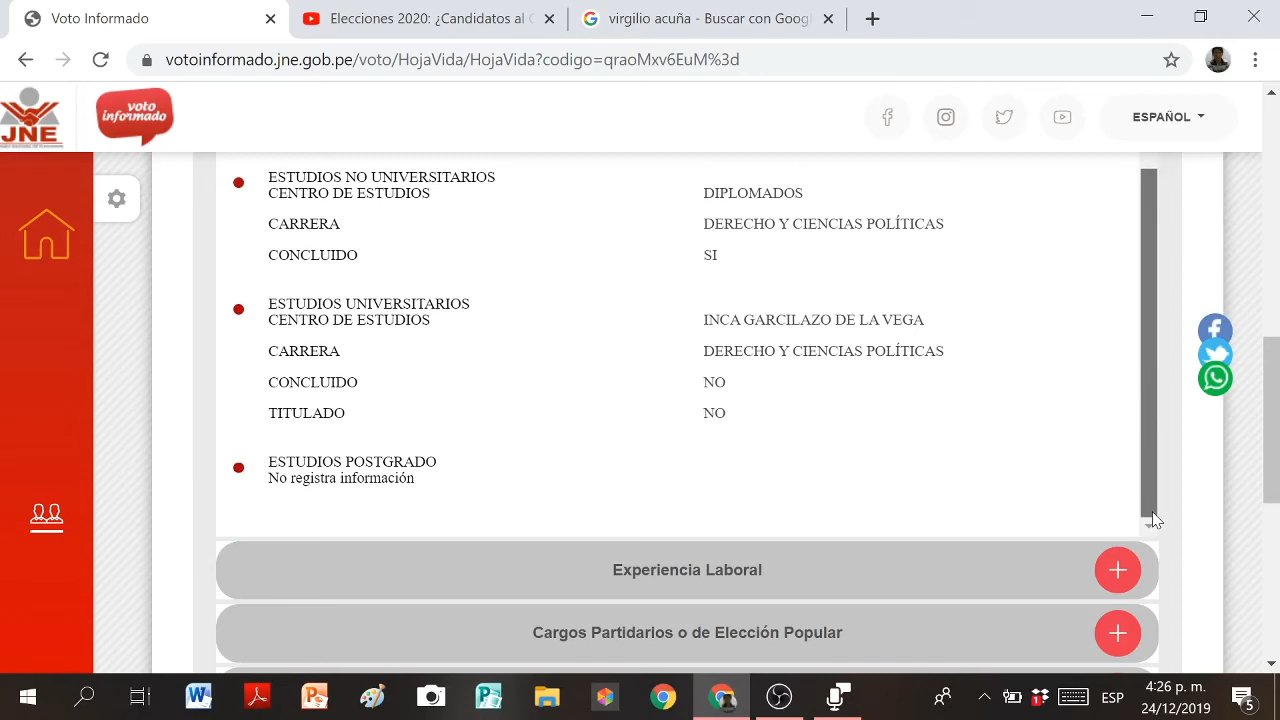 Voto Informado
Elecciones 2020: ¿Candidatos al C
virgilio acuña - Buscar con Googl
votoinformado.jne.gob.pe/voto/HojaVida/HojaVida?codigo=qraoMxv6EuM%3d
JNE
voto informado
ESPAÑOL
ESTUDIOS NO UNIVERSITARIOS
CENTRO DE ESTUDIOS DIPLOMADOS
CARRERA DERECHO Y CIENCIAS POLÍTICAS
CONCLUIDO SI
ESTUDIOS UNIVERSITARIOS
CENTRO DE ESTUDIOS INCA GARCILAZO DE LA VEGA
CARRERA DERECHO Y CIENCIAS POLÍTICAS
CONCLUIDO NO
TITULADO NO
ESTUDIOS POSTGRADO
No registra información
Experiencia Laboral
Cargos Partidarios o de Elección Popular
ESP
4:26 p. m.
24/12/2019
5